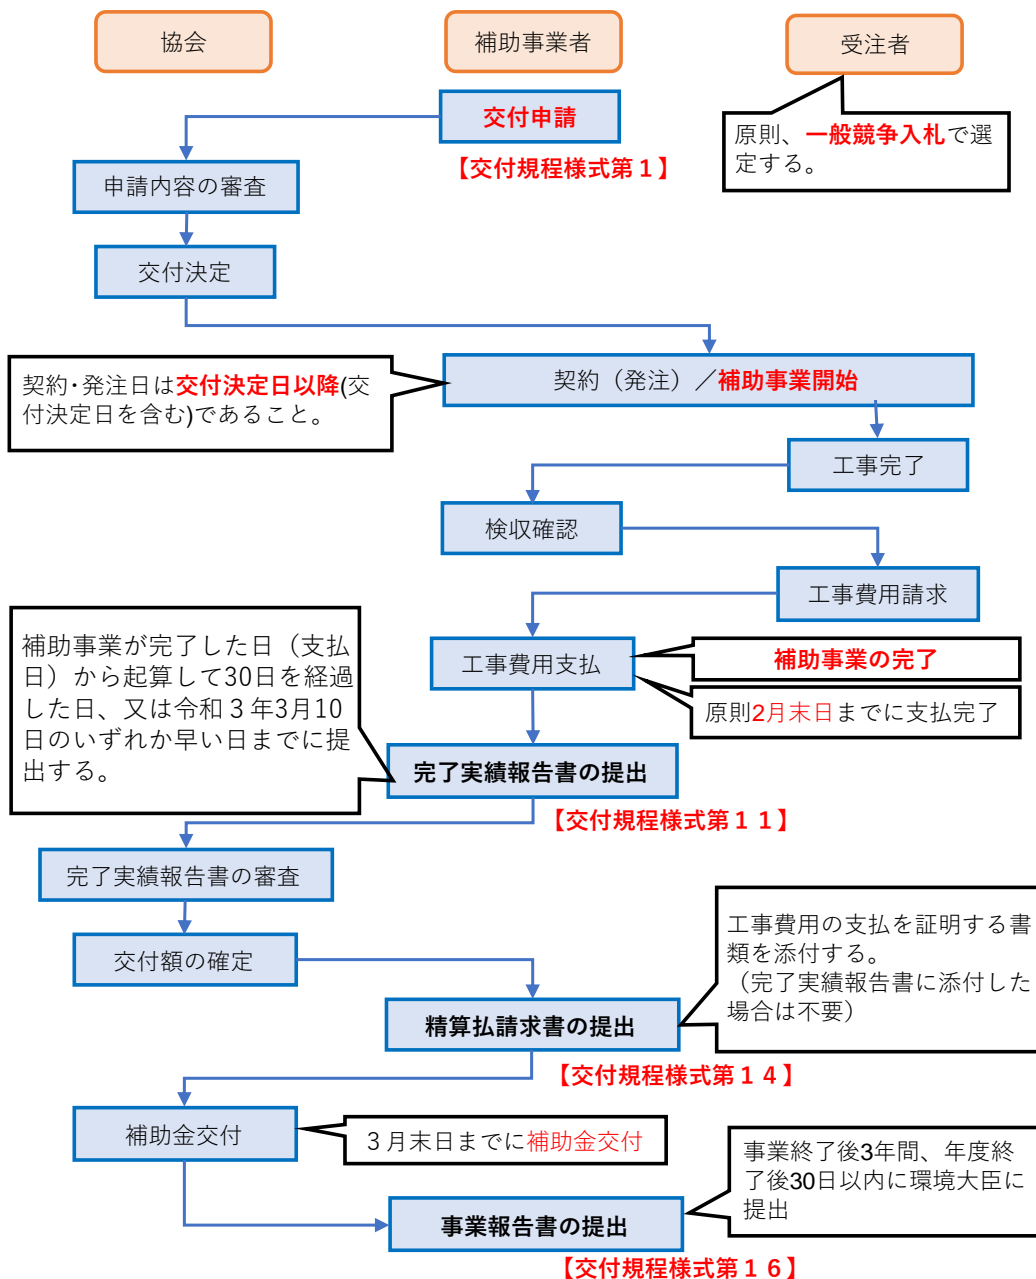 協会
補助事業者
受注者
交付申請
【交付規程様式第１】
原則、一般競争入札で選
定する。
申請内容の審査
交付決定
契約・発注日は交付決定日以降(交
付決定日を含む)であること。
契約（発注）／補助事業開始
工事完了
検収確認
工事費用請求
補助事業が完了した日（支払
日）から起算して30日を経過
した日、又は令和３年3月10
日のいずれか早い日までに提
出する。
工事費用支払
補助事業の完了
原則2月末日までに支払完了
完了実績報告書の提出
【交付規程様式第１１】
完了実績報告書の審査
交付額の確定
工事費用の支払を証明する書
類を添付する。
（完了実績報告書に添付した
場合は不要）
精算払請求書の提出
【交付規程様式第１４】
補助金交付
３月末日までに補助金交付
事業終了後3年間、年度終
了後30日以内に環境大臣に
提出
事業報告書の提出
【交付規程様式第１６】